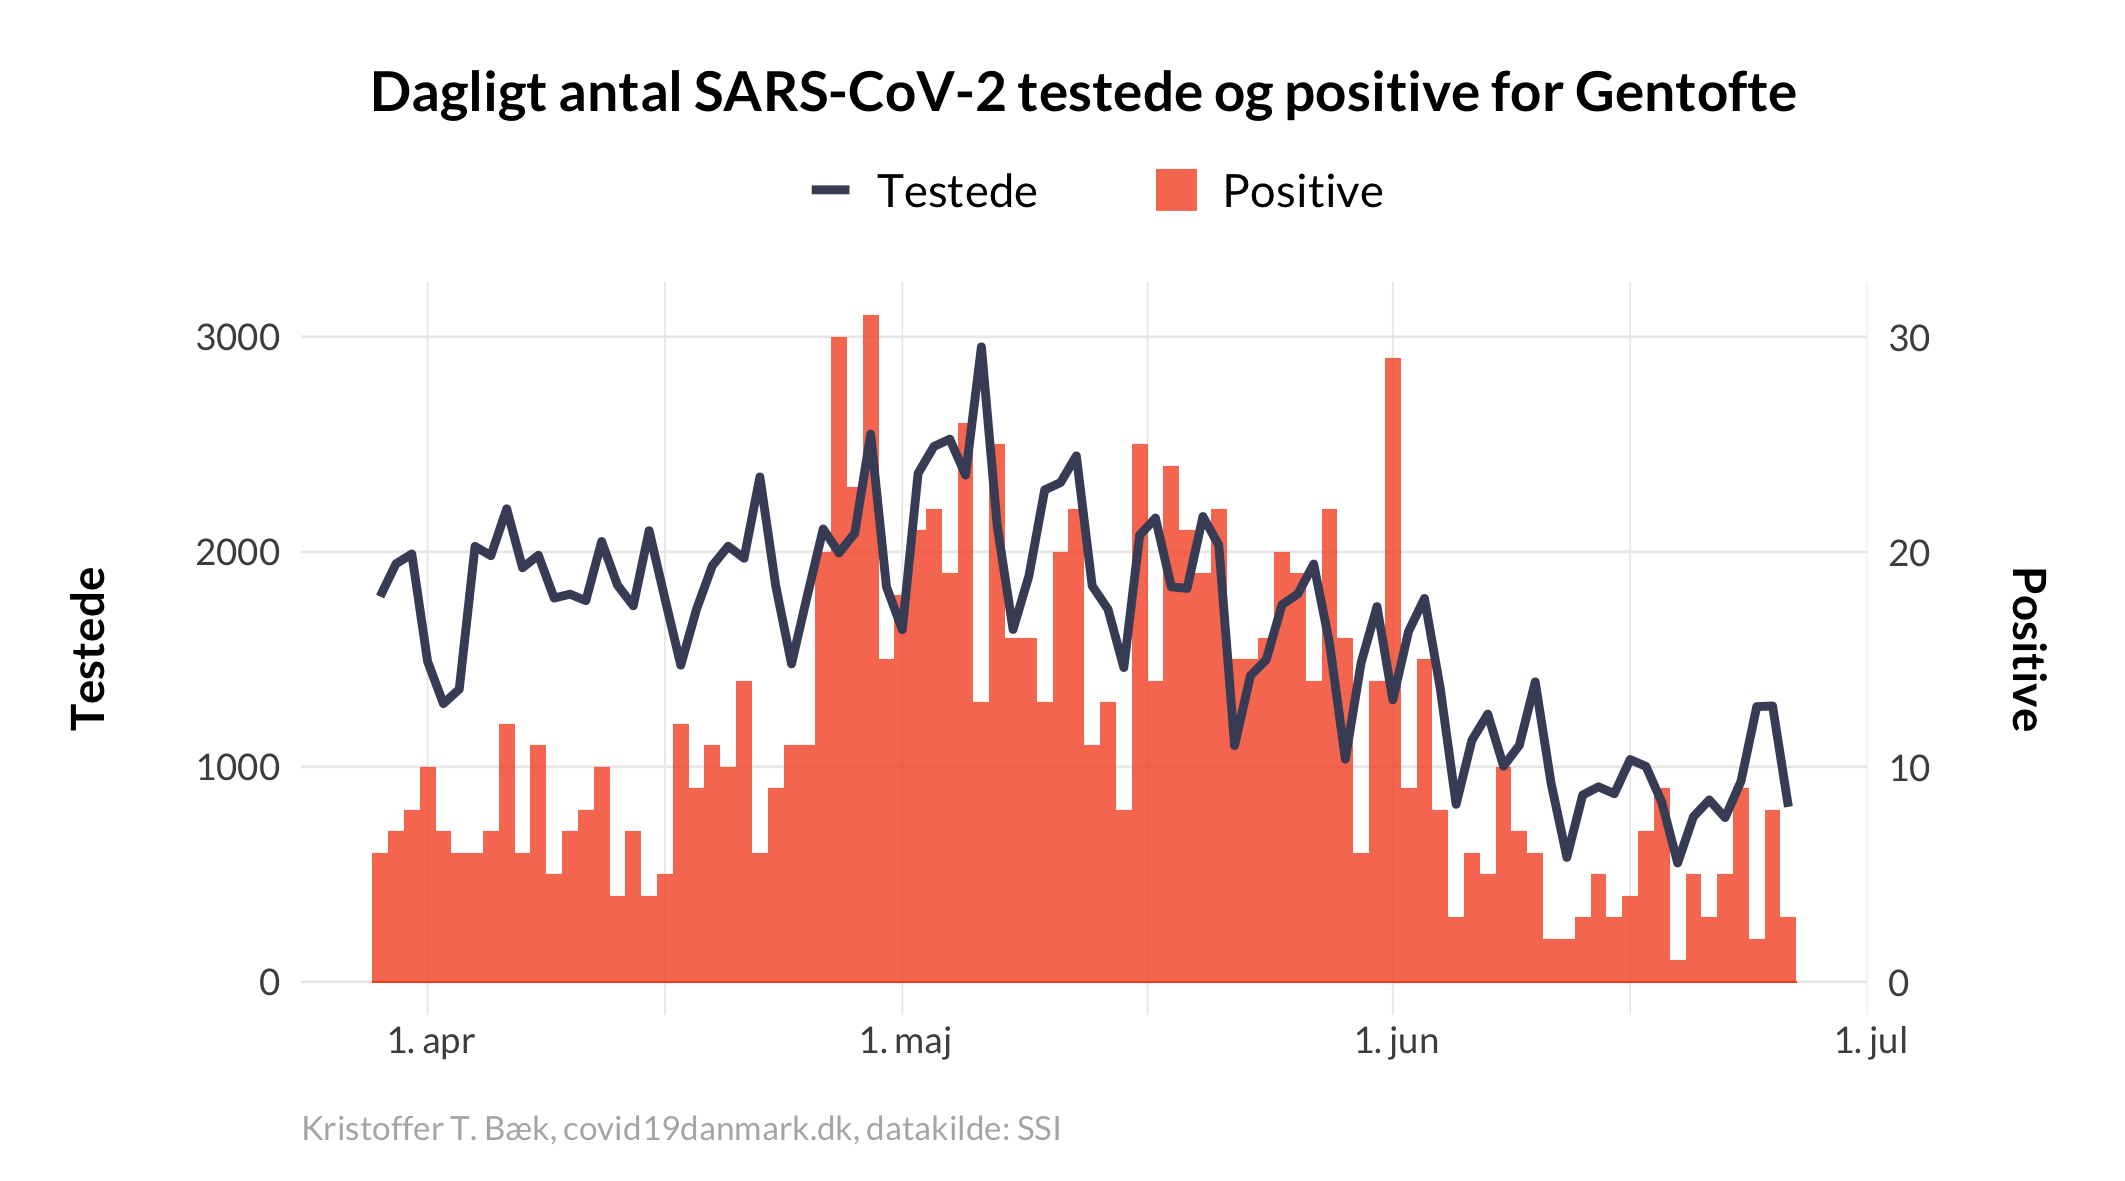 Dagligt antal SARS-CoV-2 testede og positive for Gentofte
Testede
Positive
3000
2000
1000
0
Testede
30
20
10
0
Positive
1. apr
1. maj
1. jun
1. jul
Kristoffer T. Bæk, covid19danmark.dk, datakilde: SSI